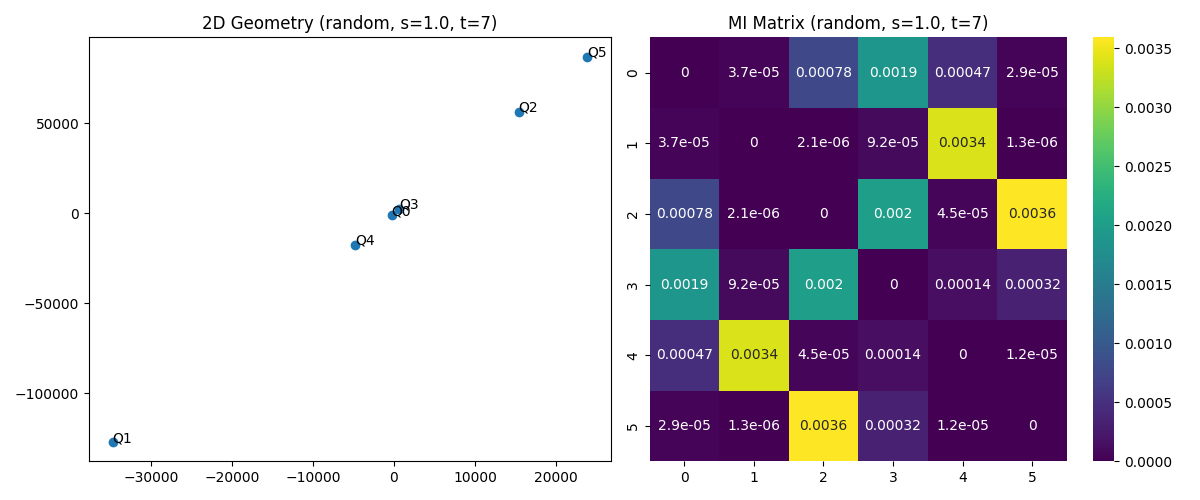 2D Geometry (random, s=1.0, t=7)
Q5
Q2
Q3
Q0
Q4
Q1
50000
0
−50000
−100000
−30000 −20000 −10000 0 10000 20000
MI Matrix (random, s=1.0, t=7)
0 0 3.7e-05 0.00078 0.0019 0.00047 2.9e-05
1 3.7e-05 0 2.1e-06 9.2e-05 0.0034 1.3e-06
2 0.00078 2.1e-06 0 0.002 4.5e-05 0.0036
3 0.0019 9.2e-05 0.002 0 0.00014 0.00032
4 0.00047 0.0034 4.5e-05 0.00014 0 1.2e-05
5 2.9e-05 1.3e-06 0.0036 0.00032 1.2e-05 0
0 1 2 3 4 5
0.0035
0.0030
0.0025
0.0020
0.0015
0.0010
0.0005
0.0000